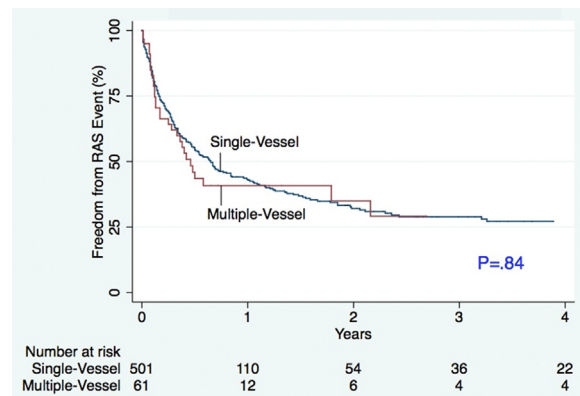 Freedom from RAS Event (%)
100
75
50
25
0
Single-Vessel
Multiple-Vessel
P=.84
0 1 2 3 4
Years
Number at risk
Single-Vessel 501 110 54 36 22
Multiple-Vessel 61 12 6 4 4